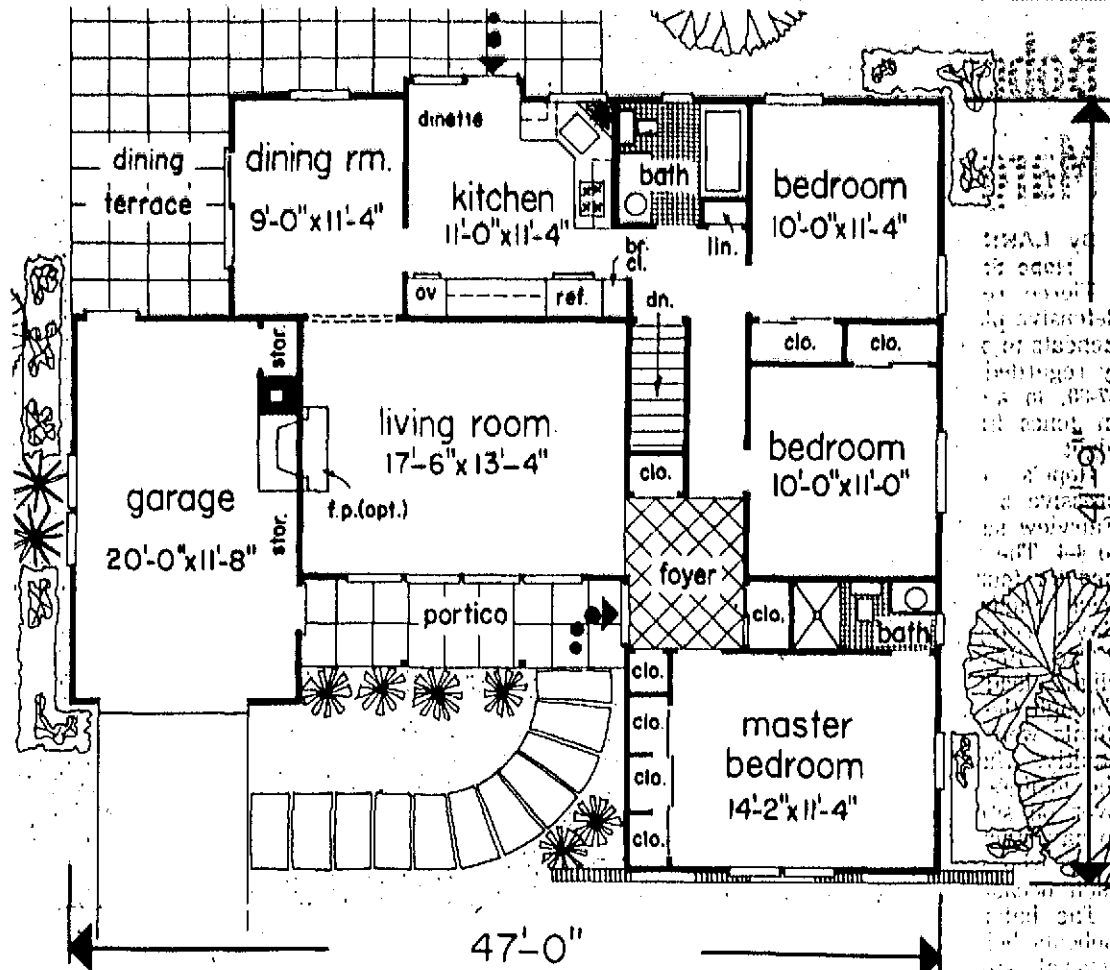 dinette
dining
terrace
dining rm.
9'-0"x11'-4"
kitchen
11'-0"x11'-4"
bath
lin.
bedroom
10'-0"x11'-4"
br.
cl.
ov
ref.
dn.
clo.
clo.
stor.
living room
17'-6"x13'-4"
f.p.(opt.)
clo.
bedroom
10'-0"x11'-0"
garage
20'-0"x11'-8"
stor.
portico
foyer
clo.
bath
clo.
clo.
clo.
clo.
master
bedroom
14'-2"x11'-4"
47'-0"